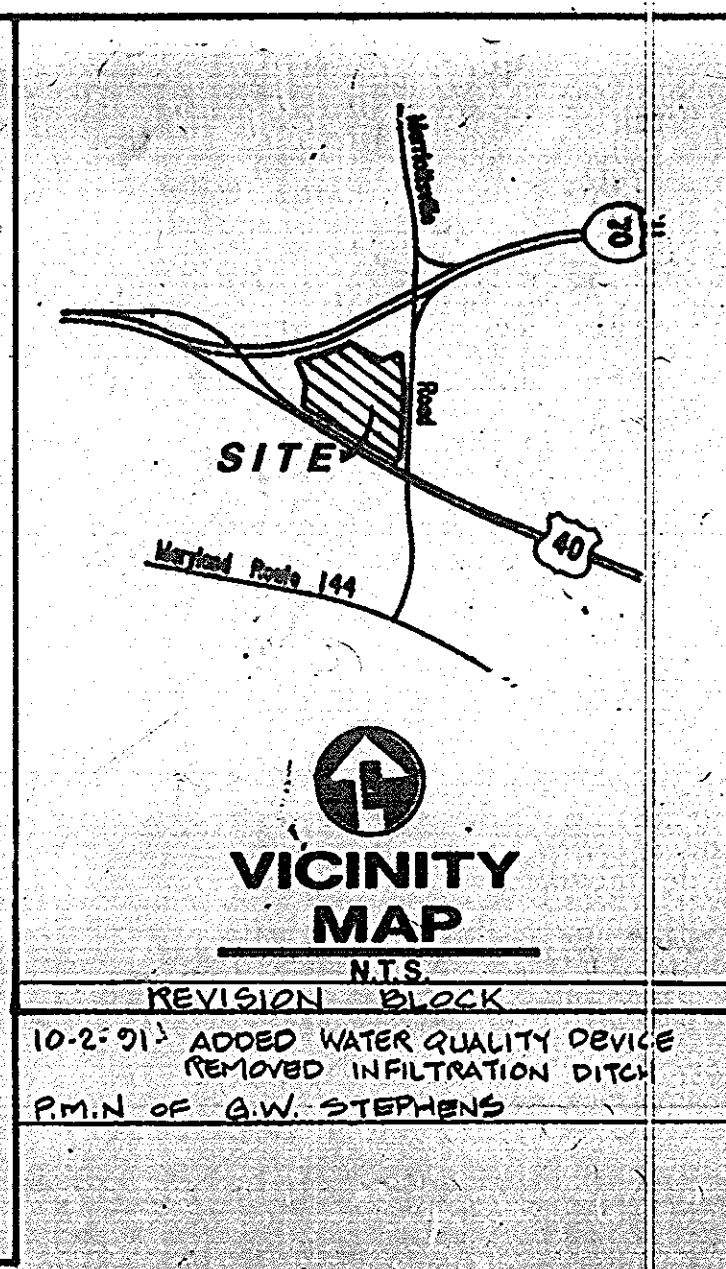 Marriottsville
70
Road
SITE
40
Maryland Route 144
VICINITY
MAP
N.T.S.
REVISION BLOCK
10-2-91 ADDED WATER QUALITY DEVICE
REMOVED INFILTRATION DITCH
P.M.N OF G.W. STEPHENS